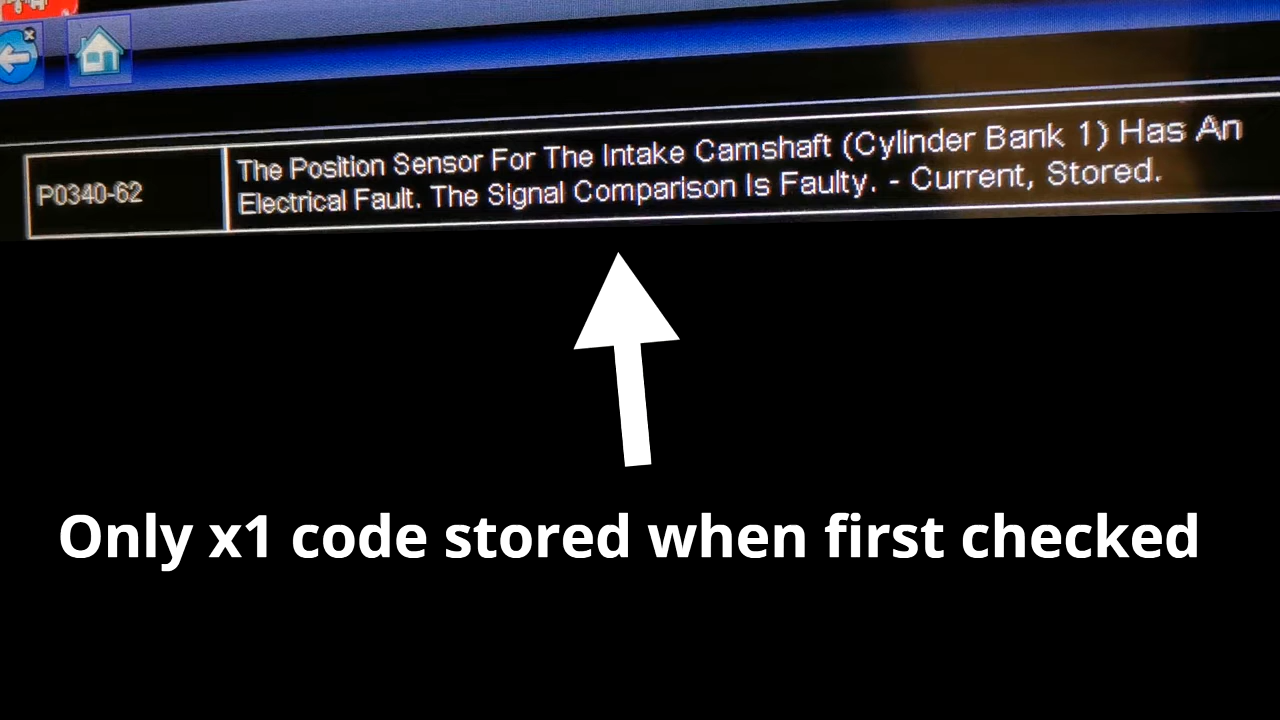 P0340-62
The Position Sensor For The Intake Camshaft (Cylinder Bank 1) Has An
Electrical Fault. The Signal Comparison Is Faulty. - Current, Stored.
Only x1 code stored when first checked